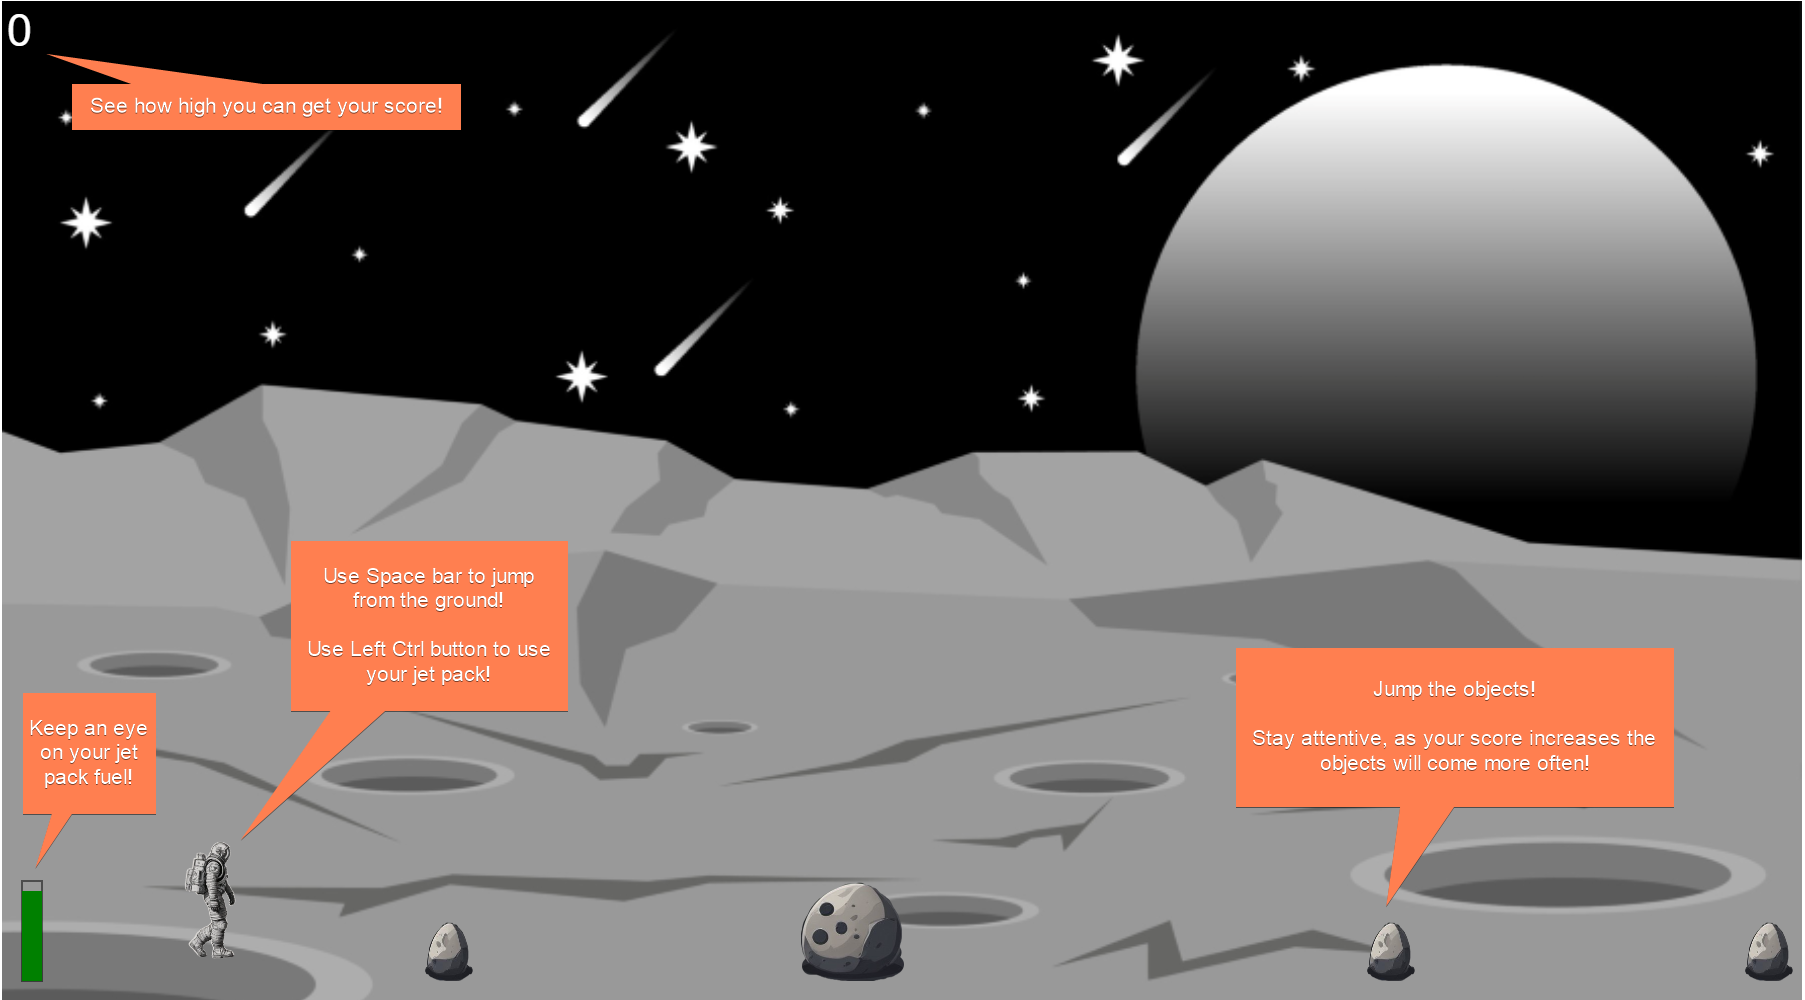 0
See how high you can get your score!
Use Space bar to jump
from the ground!
Use Left Ctrl button to use
your jet pack!
Keep an eye
on your jet
pack fuel!
Jump the objects!
Stay attentive, as your score increases the
objects will come more often!